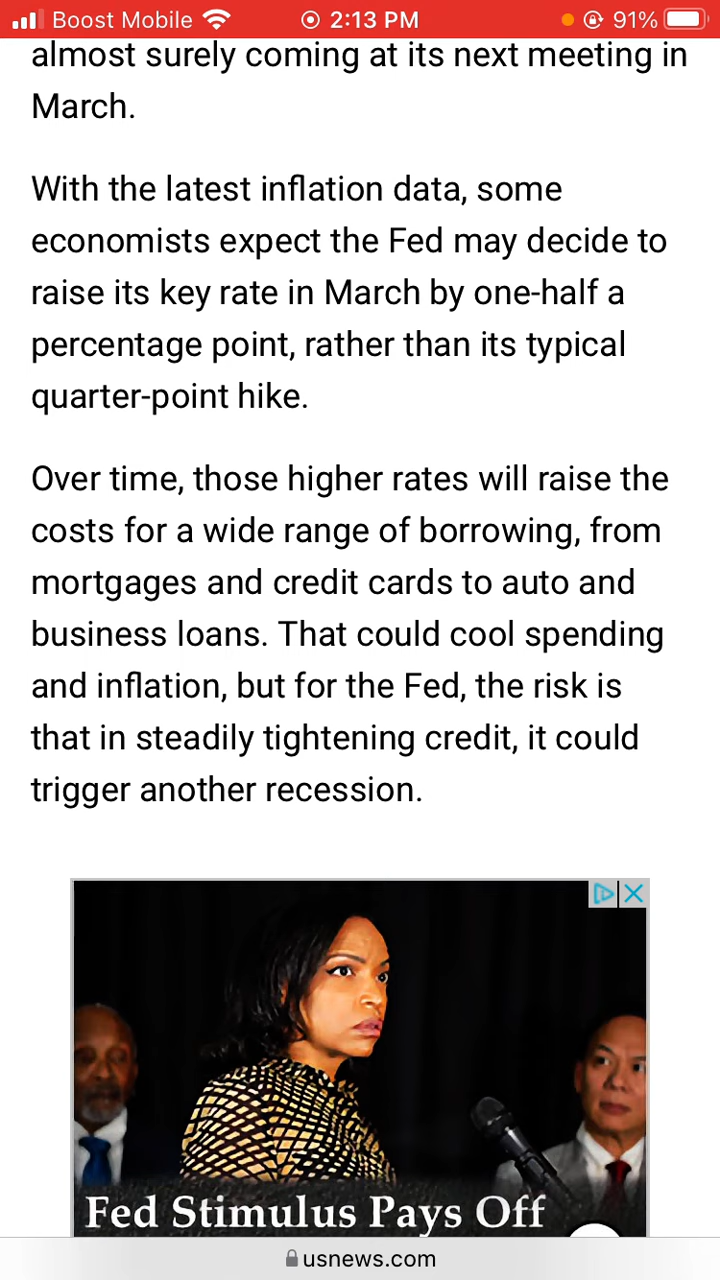 Boost Mobile 2:13 PM 91%
almost surely coming at its next meeting in
March.
With the latest inflation data, some
economists expect the Fed may decide to
raise its key rate in March by one-half a
percentage point, rather than its typical
quarter-point hike.
Over time, those higher rates will raise the
costs for a wide range of borrowing, from
mortgages and credit cards to auto and
business loans. That could cool spending
and inflation, but for the Fed, the risk is
that in steadily tightening credit, it could
trigger another recession.
Fed Stimulus Pays Off
usnews.com